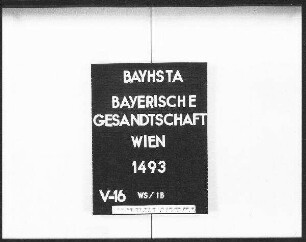 BAYHSTA
BAYERISCHE
GESANDTSCHAFT
WIEN
1493
V-16 WS/18